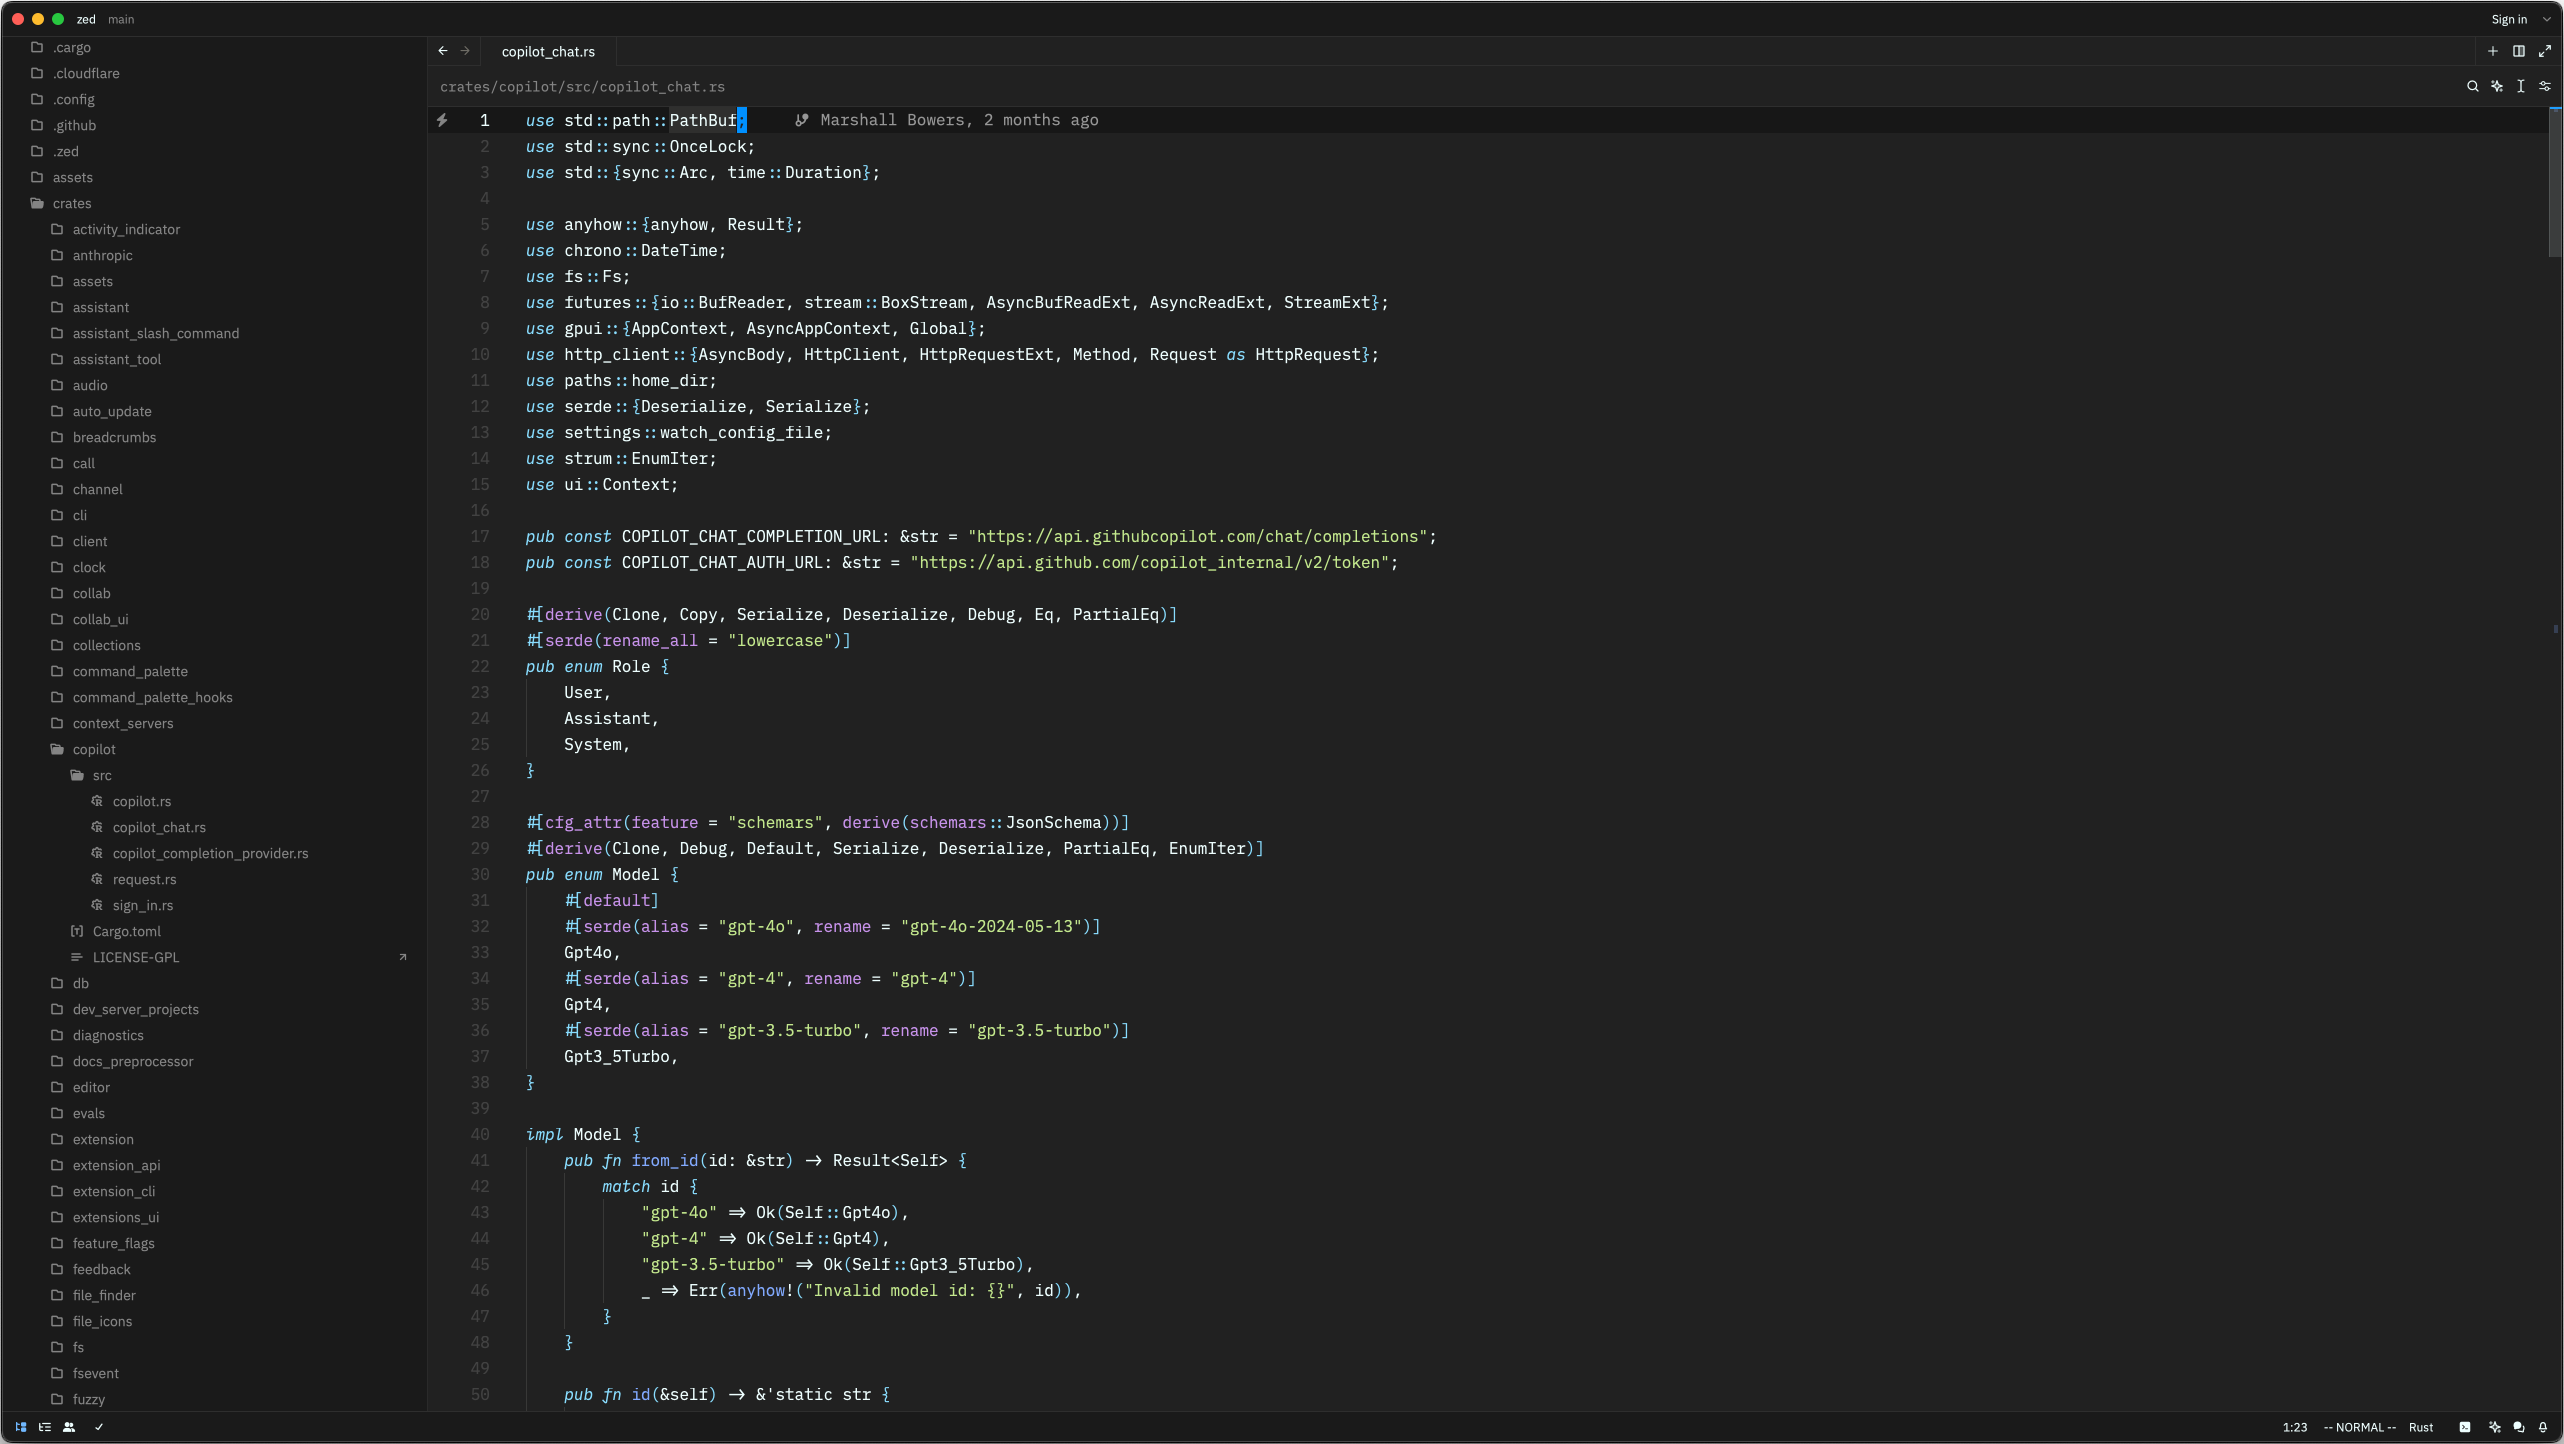 zed main
Sign in
.cargo
.cloudflare
.config
.github
.zed
assets
crates
activity_indicator
anthropic
assets
assistant
assistant_slash_command
assistant_tool
audio
auto_update
breadcrumbs
call
channel
cli
client
clock
collab
collab_ui
collections
command_palette
command_palette_hooks
context_servers
copilot
src
copilot.rs
copilot_chat.rs
copilot_completion_provider.rs
request.rs
sign_in.rs
Cargo.toml
LICENSE-GPL
db
dev_server_projects
diagnostics
docs_preprocessor
editor
evals
extension
extension_api
extension_cli
extensions_ui
feature_flags
feedback
file_finder
file_icons
fs
fsevent
fuzzy
copilot_chat.rs
crates/copilot/src/copilot_chat.rs
1 use std::path::PathBuf; Marshall Bowers, 2 months ago
2 use std::sync::OnceLock;
3 use std::{sync::Arc, time::Duration};
4
5 use anyhow::{anyhow, Result};
6 use chrono::DateTime;
7 use fs::Fs;
8 use futures::{io::BufReader, stream::BoxStream, AsyncBufReadExt, AsyncReadExt, StreamExt};
9 use gpui::{AppContext, AsyncAppContext, Global};
10 use http_client::{AsyncBody, HttpClient, HttpRequestExt, Method, Request as HttpRequest};
11 use paths::home_dir;
12 use serde::{Deserialize, Serialize};
13 use settings::watch_config_file;
14 use strum::EnumIter;
15 use ui::Context;
16
17 pub const COPILOT_CHAT_COMPLETION_URL: &str = "https://api.githubcopilot.com/chat/completions";
18 pub const COPILOT_CHAT_AUTH_URL: &str = "https://api.github.com/copilot_internal/v2/token";
19
20 #[derive(Clone, Copy, Serialize, Deserialize, Debug, Eq, PartialEq)]
21 #[serde(rename_all = "lowercase")]
22 pub enum Role {
23 User,
24 Assistant,
25 System,
26 }
27
28 #[cfg_attr(feature = "schemars", derive(schemars::JsonSchema))]
29 #[derive(Clone, Debug, Default, Serialize, Deserialize, PartialEq, EnumIter)]
30 pub enum Model {
31 #[default]
32 #[serde(alias = "gpt-4o", rename = "gpt-4o-2024-05-13")]
33 Gpt4o,
34 #[serde(alias = "gpt-4", rename = "gpt-4")]
35 Gpt4,
36 #[serde(alias = "gpt-3.5-turbo", rename = "gpt-3.5-turbo")]
37 Gpt3_5Turbo,
38 }
39
40 impl Model {
41 pub fn from_id(id: &str) -> Result<Self> {
42 match id {
43 "gpt-4o" => Ok(Self::Gpt4o),
44 "gpt-4" => Ok(Self::Gpt4),
45 "gpt-3.5-turbo" => Ok(Self::Gpt3_5Turbo),
46 _ => Err(anyhow!("Invalid model id: {}", id)),
47 }
48 }
49
50 pub fn id(&self) -> &'static str {
1:23 -- NORMAL -- Rust